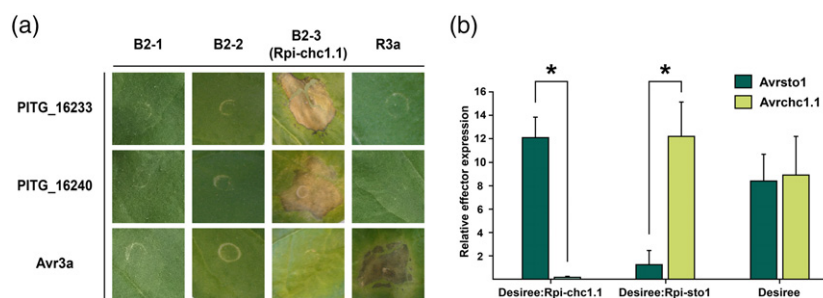 (a)
B2-1
B2-2
B2-3
(Rpi-chc1.1)
R3a
PITG_16233
PITG_16240
Avr3a
(b)
*
*
Avrsto1
Avrchc1.1
Relative effector expression
16
14
12
10
8
6
4
2
Desiree:Rpi-chc1.1
Desiree:Rpi-sto1
Desiree